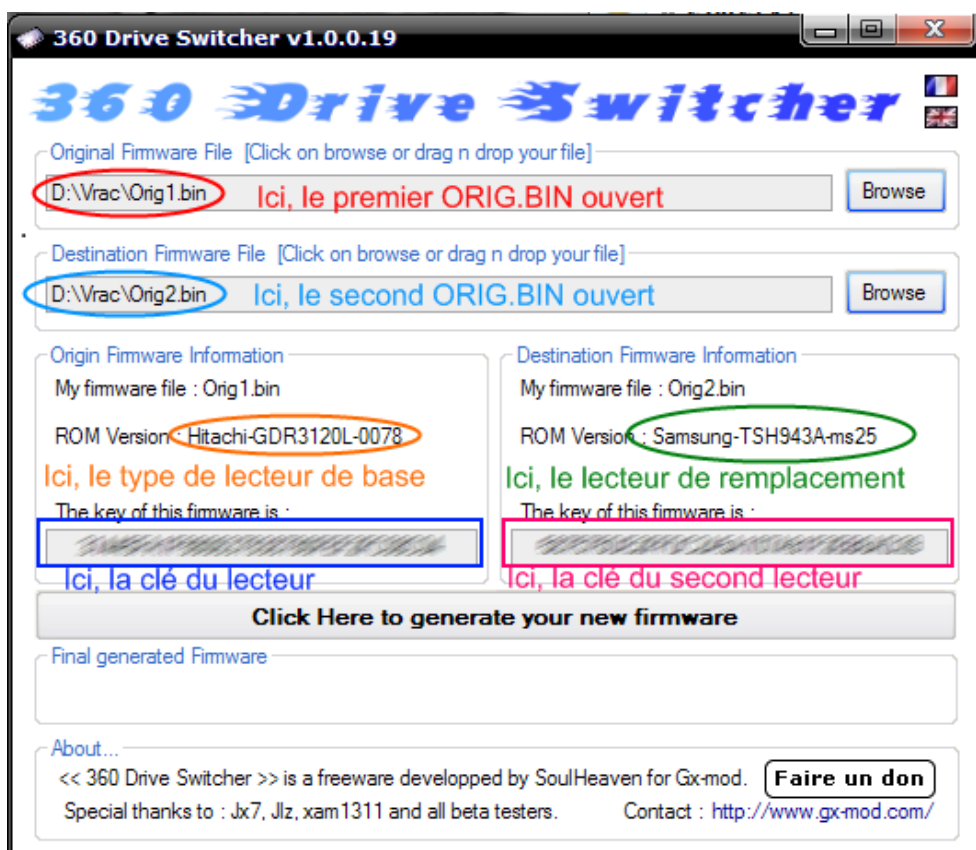 360 Drive Switcher v1.0.0.19
360 Drive Switcher
Original Firmware File [Click on browse or drag n drop your file]
D:\Vrac\Orig1.bin Ici, le premier ORIG.BIN ouvert Browse
Destination Firmware File [Click on browse or drag n drop your file]
D:\Vrac\Orig2.bin Ici, le second ORIG.BIN ouvert Browse
Origin Firmware Information
My firmware file : Orig1.bin
ROM Version : Hitachi-GDR3120L-0078
Ici, le type de lecteur de base
The key of this firmware is :
Ici, la clé du lecteur
Destination Firmware Information
My firmware file : Orig2.bin
ROM Version : Samsung-TSH943A-ms25
Ici, le lecteur de remplacement
The key of this firmware is :
Ici, la clé du second lecteur
Click Here to generate your new firmware
Final generated Firmware
About...
<< 360 Drive Switcher >> is a freeware developped by SoulHeaven for Gx-mod. Faire un don
Special thanks to : Jx7, Jlz, xam1311 and all beta testers. Contact : http://www.gx-mod.com/